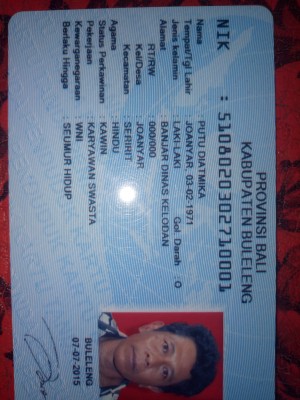 PROVINSI BALI
KABUPATEN BULELENG
NIK : 5108020302710001
Nama : PUTU DIATMIKA
Tempat/Tgl Lahir : JOANYAR, 03-02-1971
Jenis kelamin : LAKI-LAKI Gol. Darah : O
Alamat : BANJAR DINAS KELODAN
RT/RW : 000/000
Kel/Desa : JOANYAR
Kecamatan : SERIRIT
Agama : HINDU
Status Perkawinan : KAWIN
Pekerjaan : KARYAWAN SWASTA
Kewarganegaraan : WNI
Berlaku Hingga : SEUMUR HIDUP
BULELENG
07-07-2015